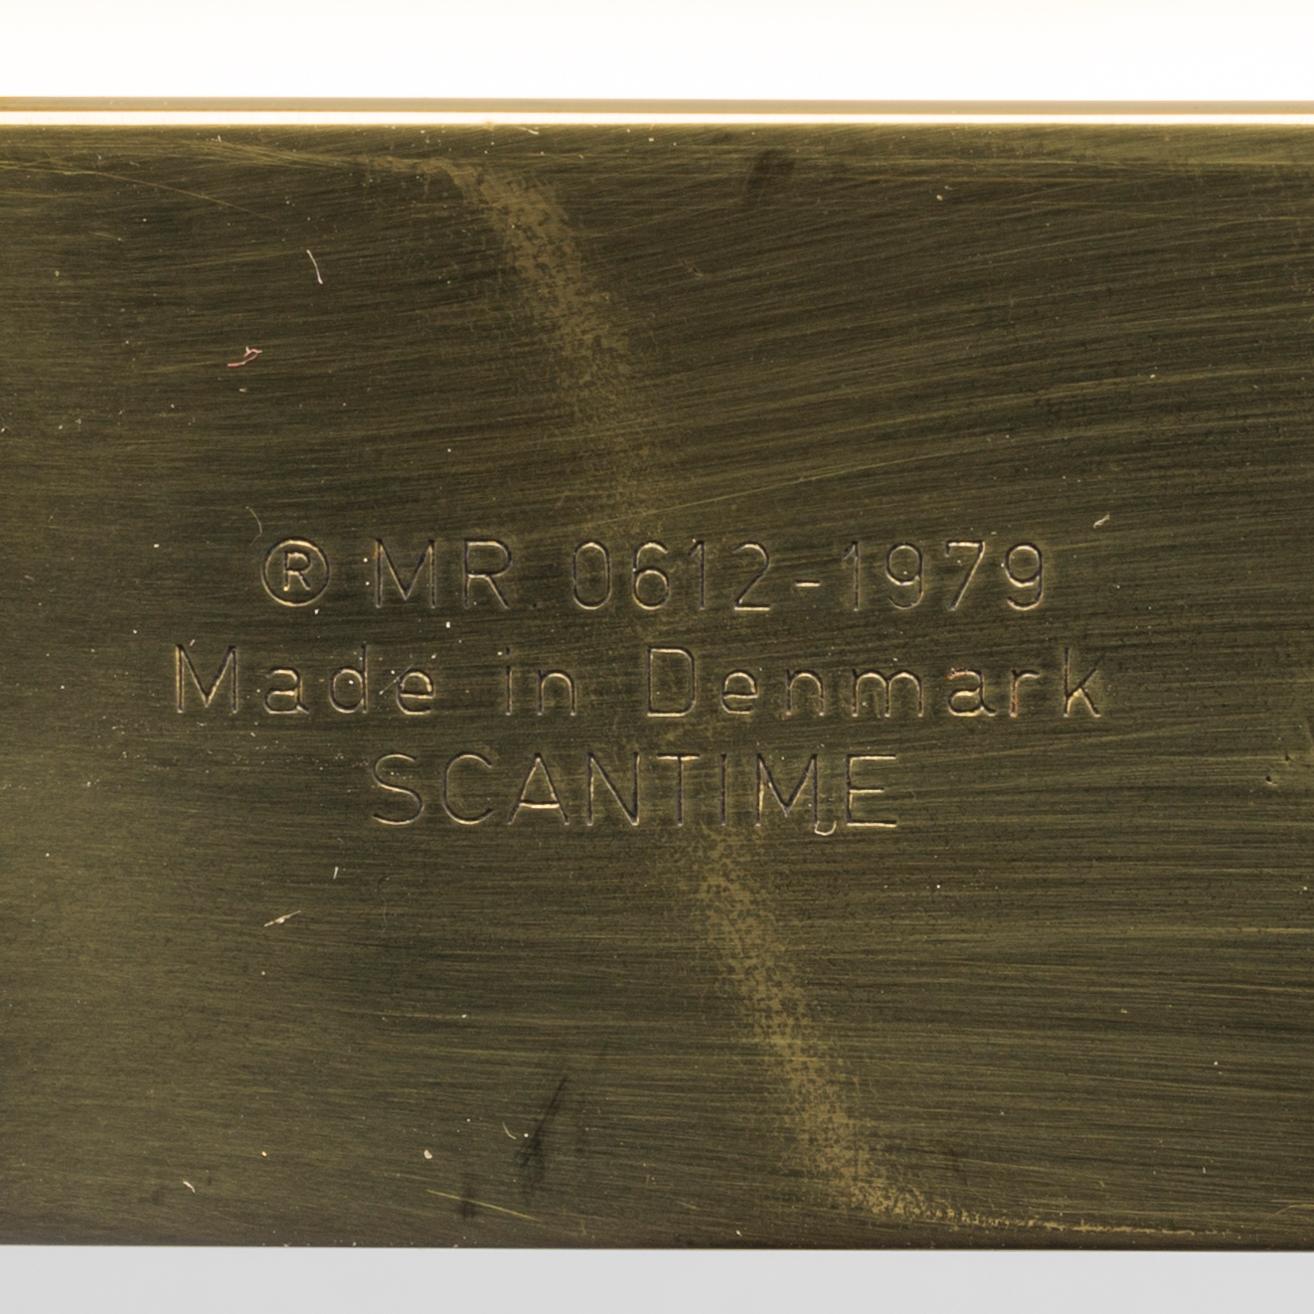 ® MR. 0612-1979
Made in Denmark
SCANTIME